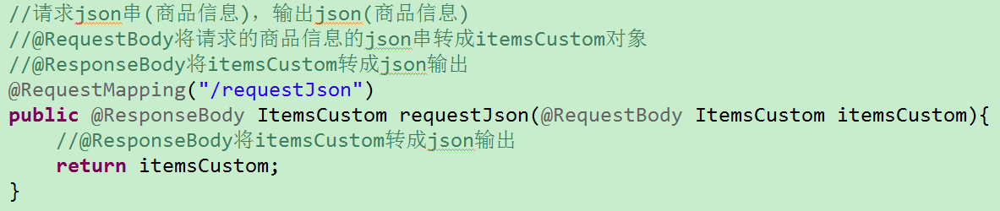 //请求json串(商品信息)，输出json(商品信息)
//@RequestBody将请求的商品信息的json串转成itemsCustom对象
//@ResponseBody将itemsCustom转成json输出
@RequestMapping("/requestJson")
public @ResponseBody ItemsCustom requestJson(@RequestBody ItemsCustom itemsCustom){
//@ResponseBody将itemsCustom转成json输出
return itemsCustom;
}